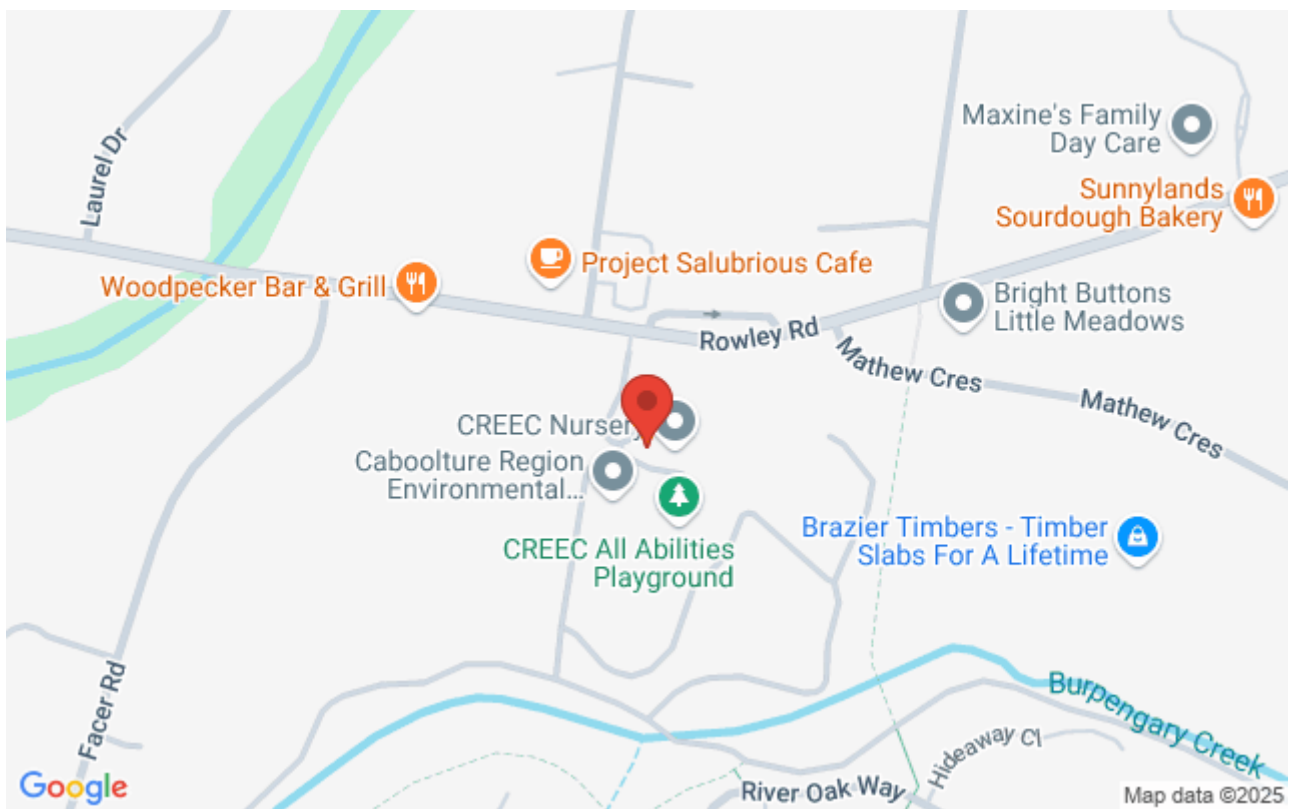 Laurel Dr
Maxine's Family
Day Care
Sunnylands
Sourdough Bakery
Project Salubrious Cafe
Woodpecker Bar & Grill
Bright Buttons
Little Meadows
Rowley Rd
Mathew Cres
Mathew Cres
CREEC Nursery
Caboolture Region
Environmental...
Brazier Timbers - Timber
Slabs For A Lifetime
CREEC All Abilities
Playground
Facer Rd
Burpengary Creek
Hideaway Cl
River Oak Way
Google
Map data ©2025